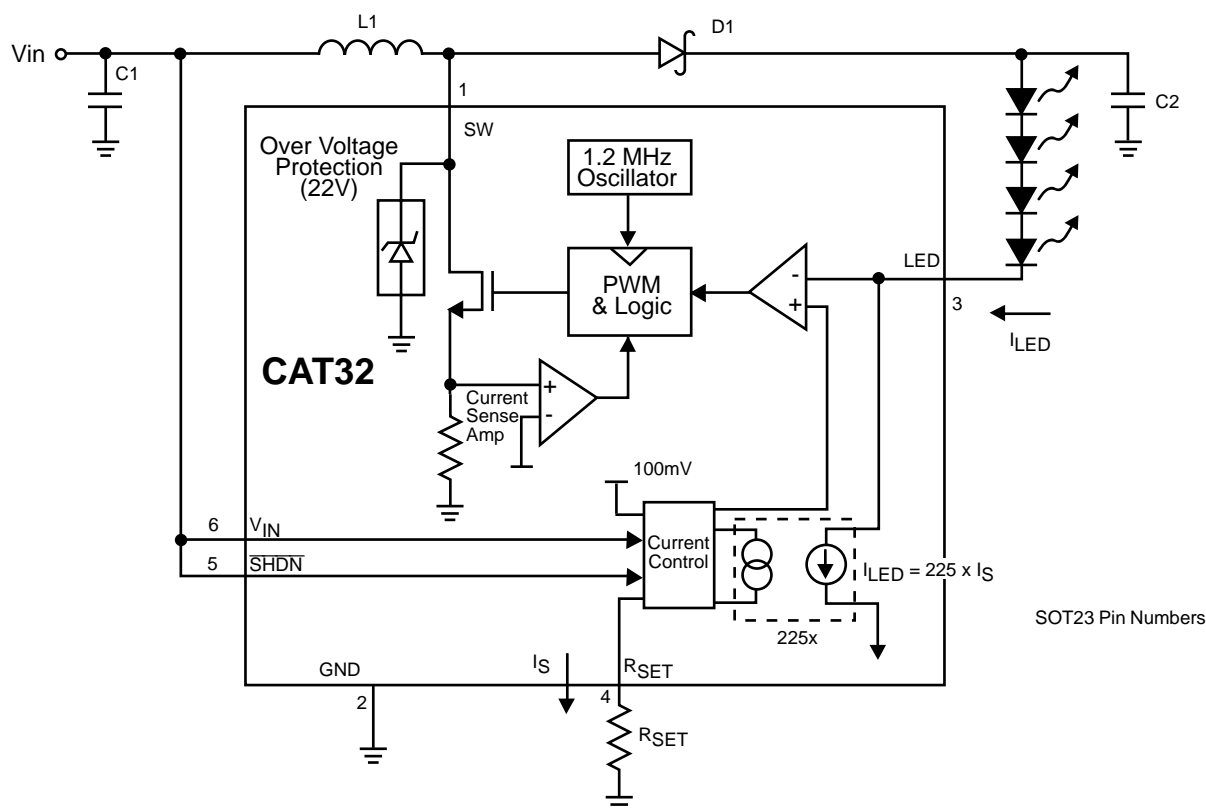 L1
D1
Vin
C1
C2
1
SW
Over Voltage
Protection
(22V)
1.2 MHz
Oscillator
PWM
& Logic
-
+
LED
3
ILED
CAT32
Current
Sense
Amp
+
-
100mV
6
VIN
5
SHDN
Current
Control
ILED = 225 x IS
225x
SOT23 Pin Numbers
GND
2
IS
RSET
4
RSET